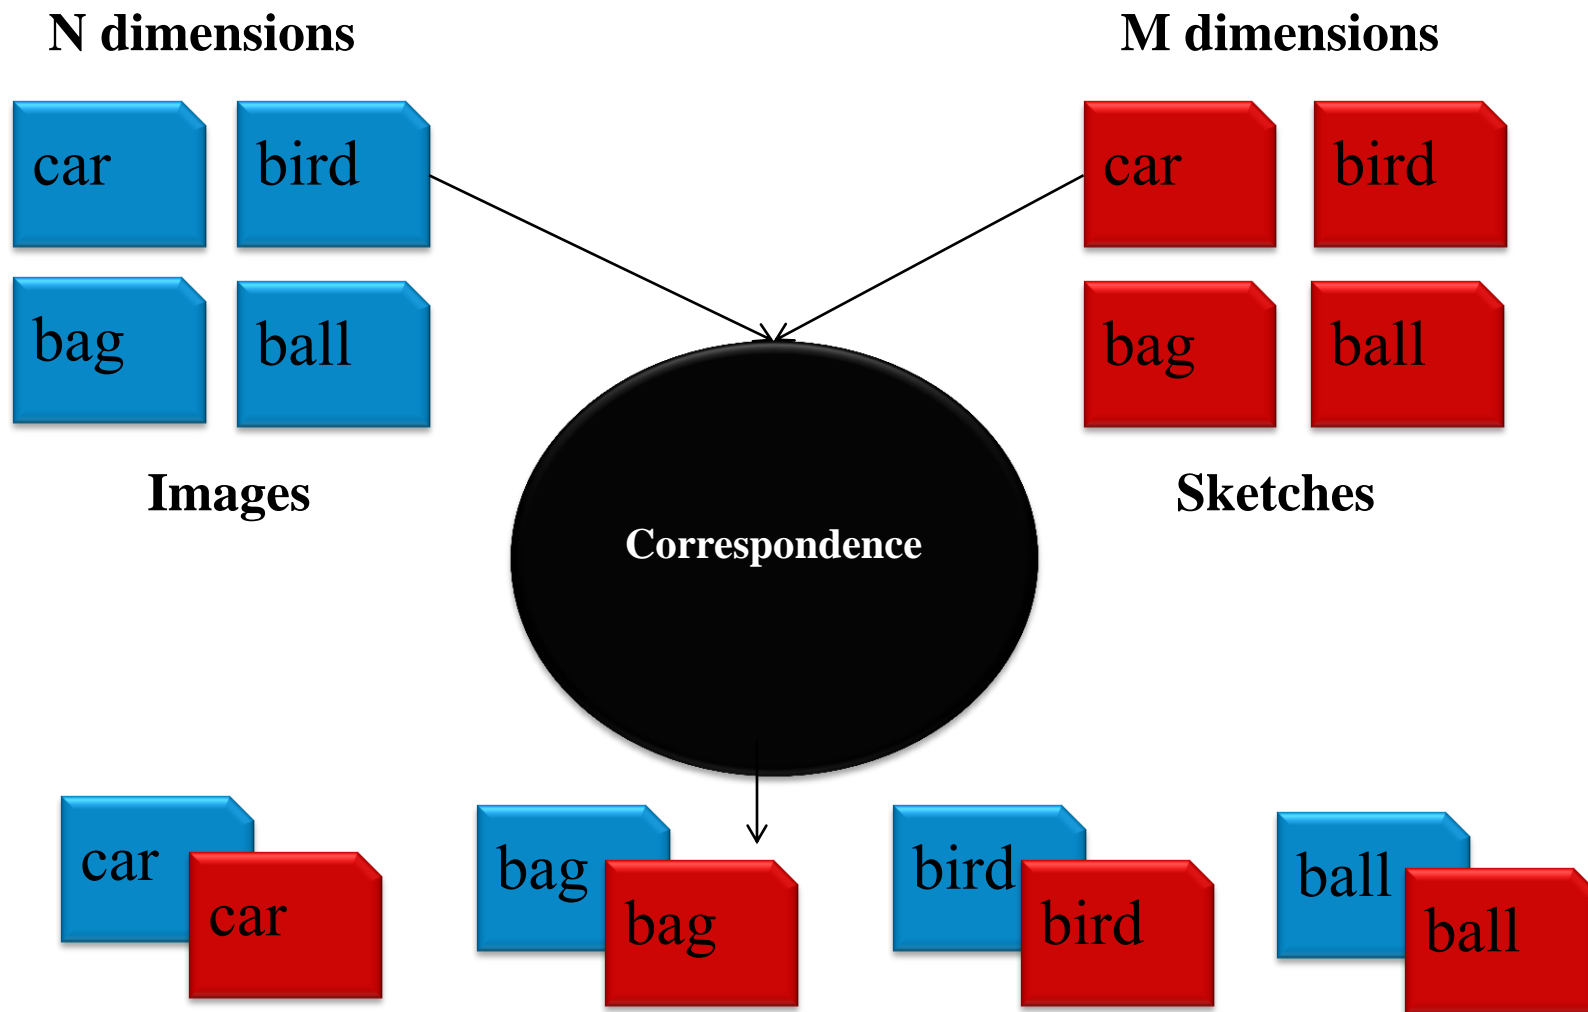 N dimensions
M dimensions
car
bird
car
bird
bag
ball
bag
ball
Images
Sketches
Correspondence
car
car
bag
bag
bird
bird
ball
ball